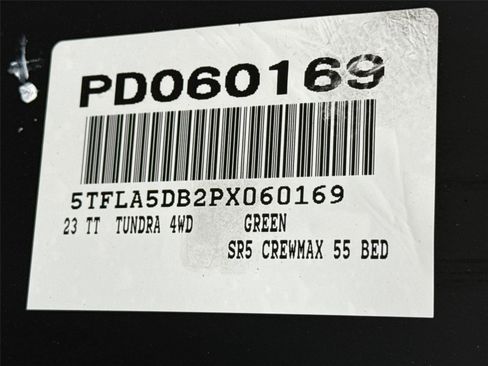 PD060169
5TFLA5DB2PX060169
23 TT TUNDRA 4WD GREEN
SR5 CREWMAX 55 BED